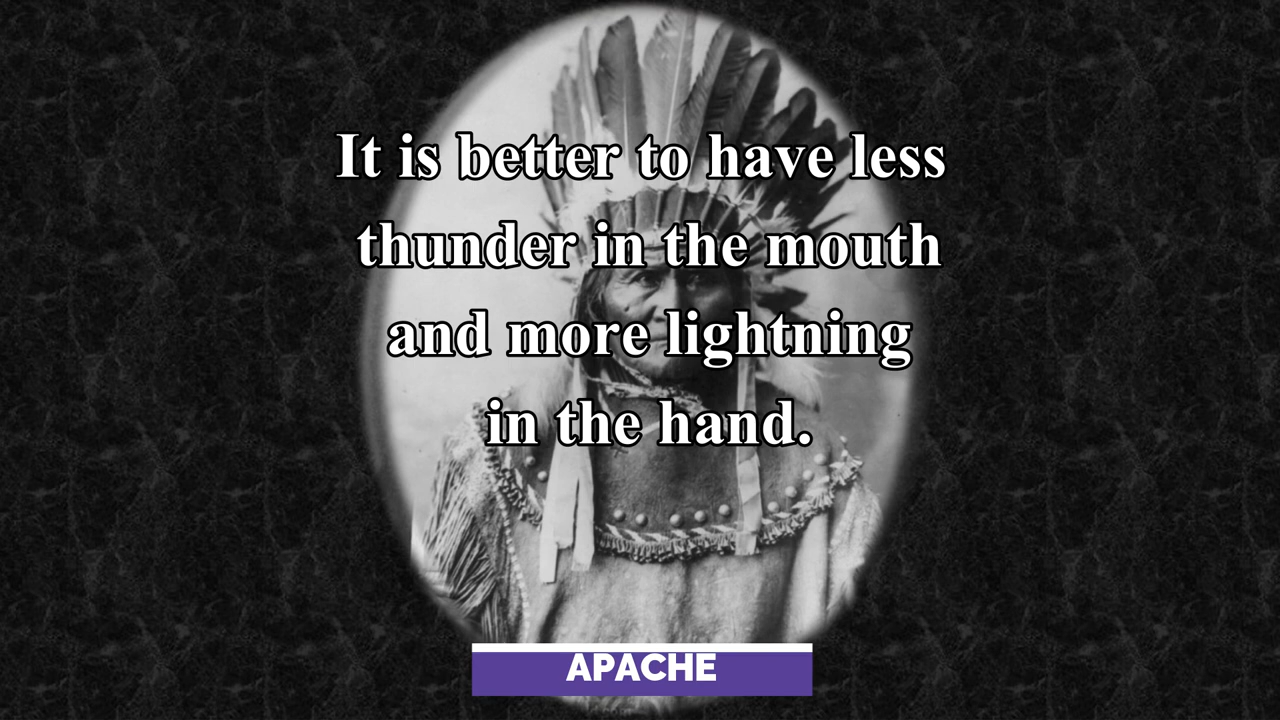 It is better to have less
thunder in the mouth
and more lightning
in the hand.
APACHE